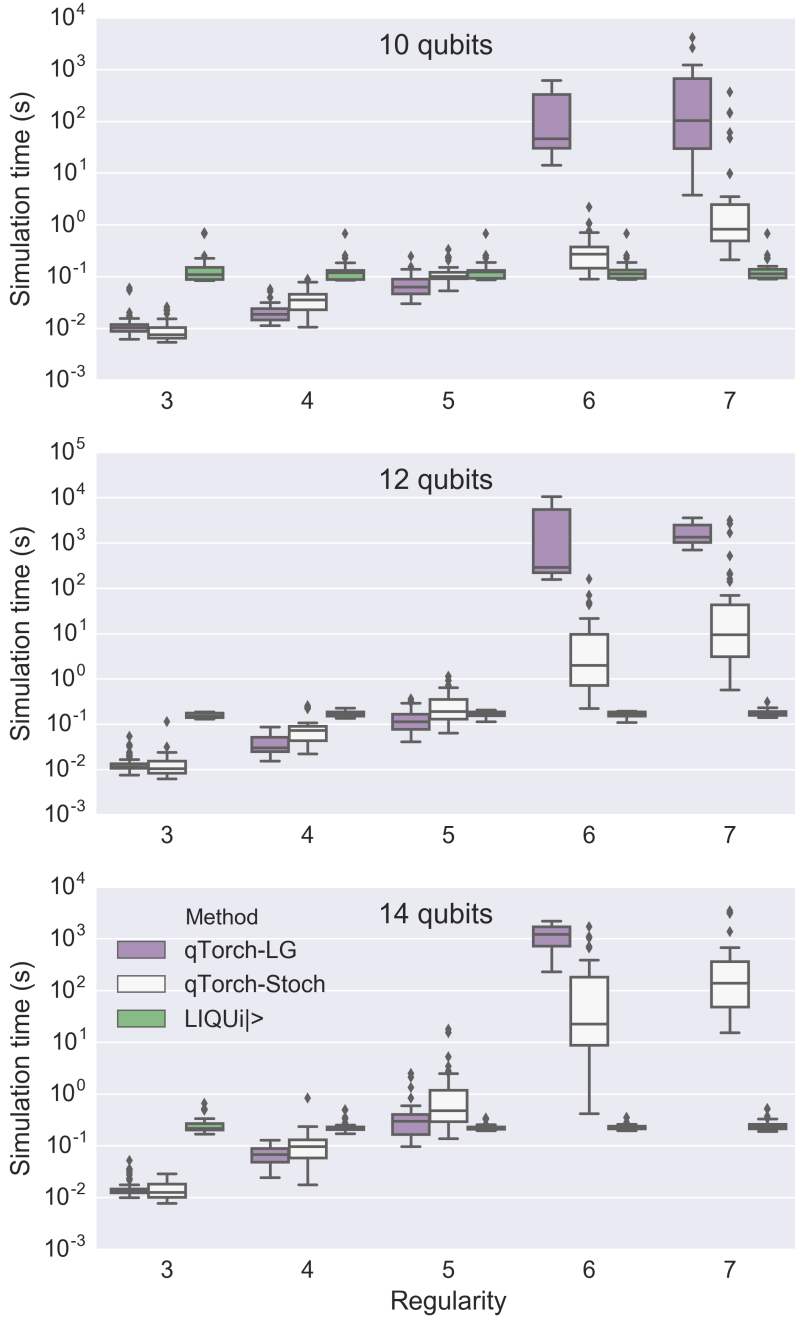 10 qubits
Simulation time (s)
10^4
10^3
10^2
10^1
10^0
10^-1
10^-2
10^-3
3 4 5 6 7
12 qubits
Simulation time (s)
10^5
10^4
10^3
10^2
10^1
10^0
10^-1
10^-2
10^-3
3 4 5 6 7
14 qubits
Simulation time (s)
10^4
10^3
10^2
10^1
10^0
10^-1
10^-2
10^-3
Method
qTorch-LG
qTorch-Stoch
LIQUi|>
3 4 5 6 7
Regularity